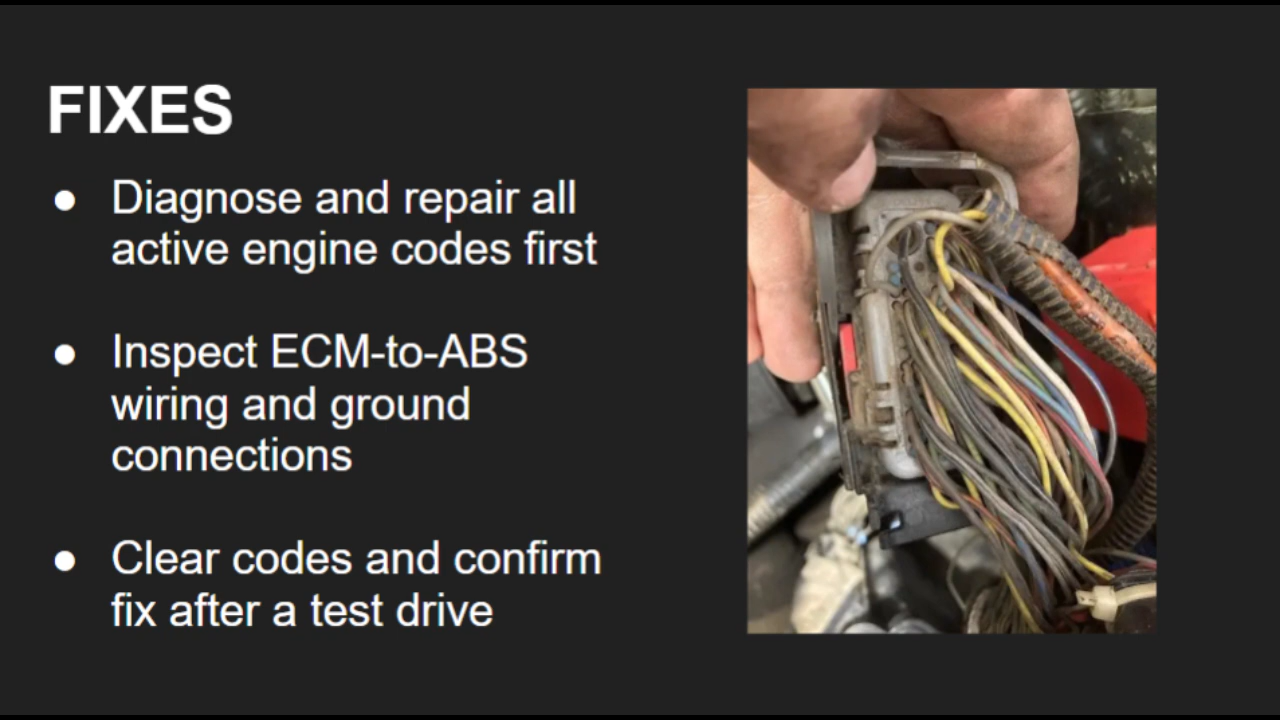 FIXES
● Diagnose and repair all
active engine codes first
● Inspect ECM-to-ABS
wiring and ground
connections
● Clear codes and confirm
fix after a test drive